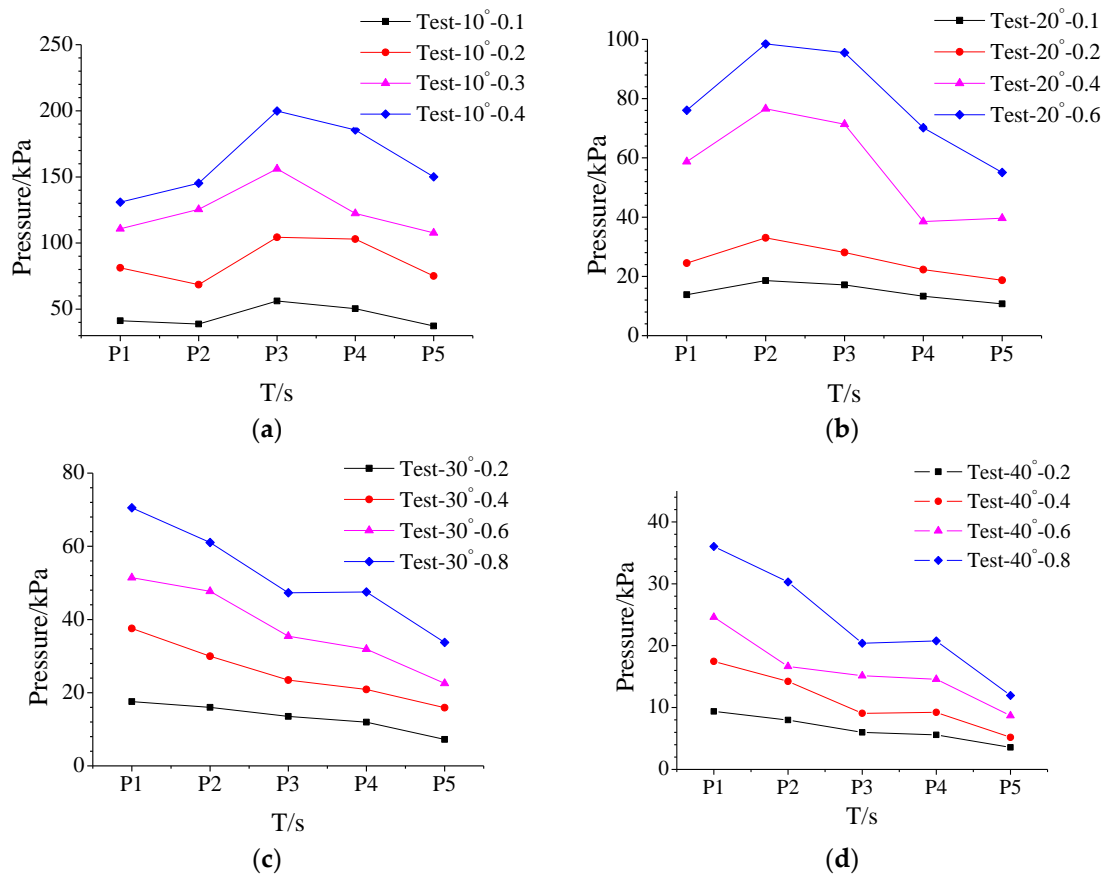 Test-10°-0.1
Test-10°-0.2
Test-10°-0.3
Test-10°-0.4
250
200
150
100
50
Pressure/kPa
P1 P2 P3 P4 P5
T/s
(a)
Test-20°-0.1
Test-20°-0.2
Test-20°-0.4
Test-20°-0.6
100
80
60
40
20
0
Pressure/kPa
P1 P2 P3 P4 P5
T/s
(b)
Test-30°-0.2
Test-30°-0.4
Test-30°-0.6
Test-30°-0.8
80
60
40
20
0
Pressure/kPa
P1 P2 P3 P4 P5
T/s
(c)
Test-40°-0.2
Test-40°-0.4
Test-40°-0.6
Test-40°-0.8
40
30
20
10
0
Pressure/kPa
P1 P2 P3 P4 P5
T/s
(d)